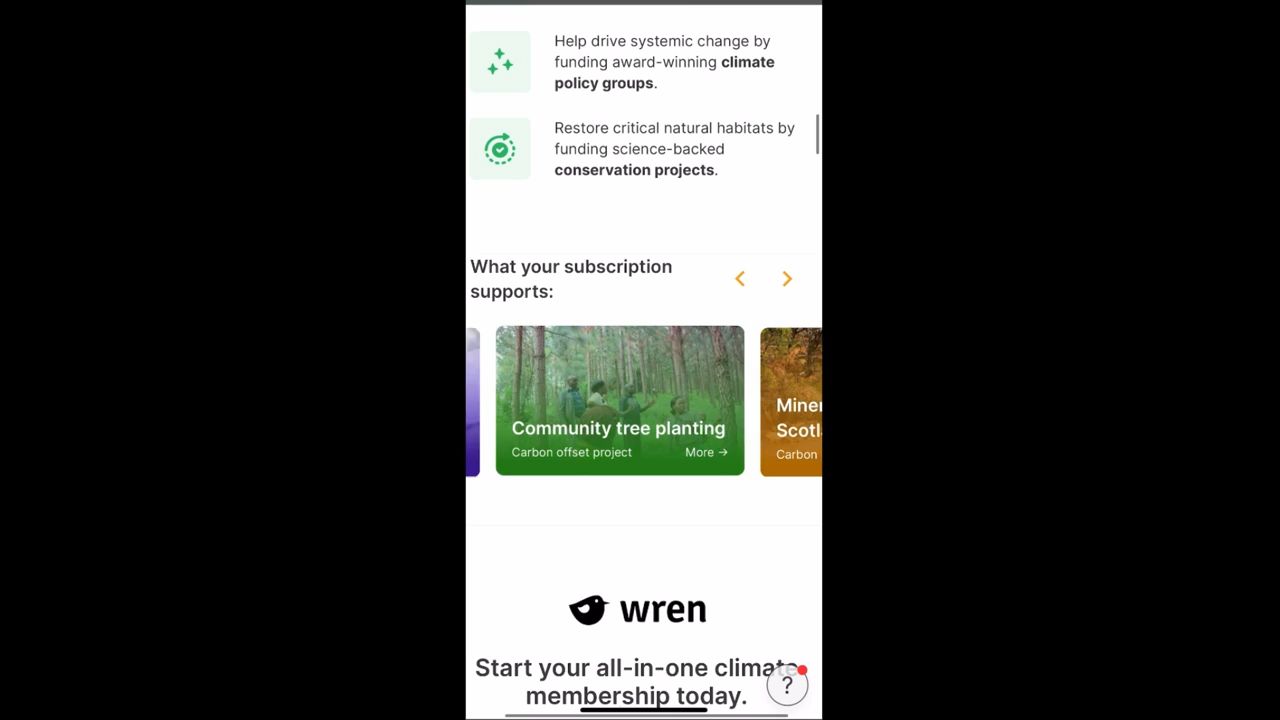 Help drive systemic change by
funding award-winning climate
policy groups.
Restore critical natural habitats by
funding science-backed
conservation projects.
What your subscription
supports:
Community tree planting
Carbon offset project
More →
Carbon
wren
Start your all-in-one climate
membership today.
?